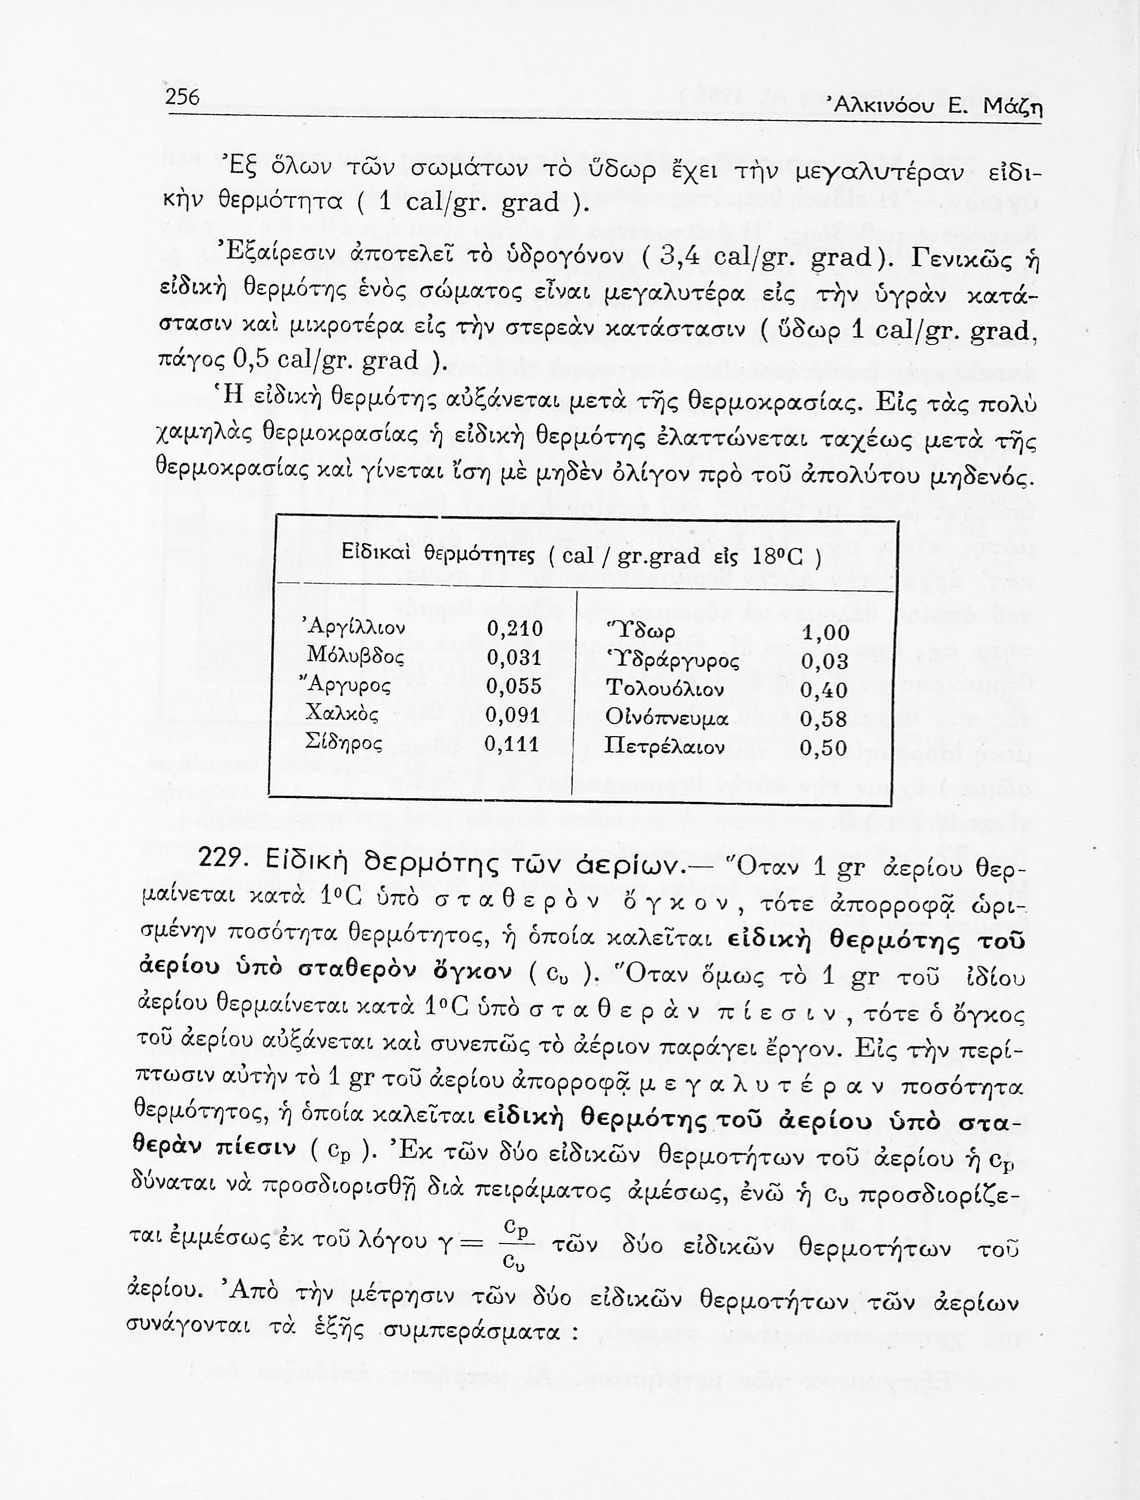 256
Ἀλκινόου Ε. Μάζη
Ἐξ ὅλων τῶν σωμάτων τὸ ὕδωρ ἔχει τὴν μεγαλυτέραν εἰδι-
κὴν θερμότητα ( 1 cal/gr. grad ).
Ἐξαίρεσιν ἀποτελεῖ τὸ ὑδρογόνον ( 3,4 cal/gr. grad). Γενικῶς ἡ
εἰδικὴ θερμότης ἑνὸς σώματος εἶναι μεγαλυτέρα εἰς τὴν ὑγρὰν κατά-
στασιν καὶ μικροτέρα εἰς τὴν στερεὰν κατάστασιν ( ὕδωρ 1 cal/gr. grad,
πάγος 0,5 cal/gr. grad ).
Ἡ εἰδικὴ θερμότης αὐξάνεται μετὰ τῆς θερμοκρασίας. Εἰς τὰς πολὺ
χαμηλὰς θερμοκρασίας ἡ εἰδικὴ θερμότης ἐλαττώνεται ταχέως μετὰ τῆς
θερμοκρασίας καὶ γίνεται ἴση μὲ μηδὲν ὀλίγον πρὸ τοῦ ἀπολύτου μηδενός.
Εἰδικαὶ θερμότητες ( cal / gr.grad εἰς 18°C )
Ἀργίλλιον 0,210 Ὕδωρ 1,00
Μόλυβδος 0,031 Ὑδράργυρος 0,03
Ἄργυρος 0,055 Τολουόλιον 0,40
Χαλκὸς 0,091 Οἰνόπνευμα 0,58
Σίδηρος 0,111 Πετρέλαιον 0,50
229. Εἰδικὴ θερμότης τῶν ἀερίων.— Ὅταν 1 gr ἀερίου θερ-
μαίνεται κατὰ 1°C ὑπὸ σταθερὸν ὄγκον, τότε ἀπορροφᾷ ὡρι-
σμένην ποσότητα θερμότητος, ἡ ὁποία καλεῖται εἰδικὴ θερμότης τοῦ
ἀερίου ὑπὸ σταθερὸν ὄγκον ( cυ ). Ὅταν ὅμως τὸ 1 gr τοῦ ἰδίου
ἀερίου θερμαίνεται κατὰ 1°C ὑπὸ σταθερὰν πίεσιν, τότε ὁ ὄγκος
τοῦ ἀερίου αὐξάνεται καὶ συνεπῶς τὸ ἀέριον παράγει ἔργον. Εἰς τὴν περί-
πτωσιν αὐτὴν τὸ 1 gr τοῦ ἀερίου ἀπορροφᾷ μεγαλυτέραν ποσότητα
θερμότητος, ἡ ὁποία καλεῖται εἰδικὴ θερμότης τοῦ ἀερίου ὑπὸ στα-
θερὰν πίεσιν ( cp ). Ἐκ τῶν δύο εἰδικῶν θερμοτήτων τοῦ ἀερίου ἡ cp
δύναται νὰ προσδιορισθῇ διὰ πειράματος ἀμέσως, ἐνῶ ἡ cυ προσδιορίζε-
ται ἐμμέσως ἐκ τοῦ λόγου γ = cp/cυ τῶν δύο εἰδικῶν θερμοτήτων τοῦ
ἀερίου. Ἀπὸ τὴν μέτρησιν τῶν δύο εἰδικῶν θερμοτήτων τῶν ἀερίων
συνάγονται τὰ ἑξῆς συμπεράσματα :